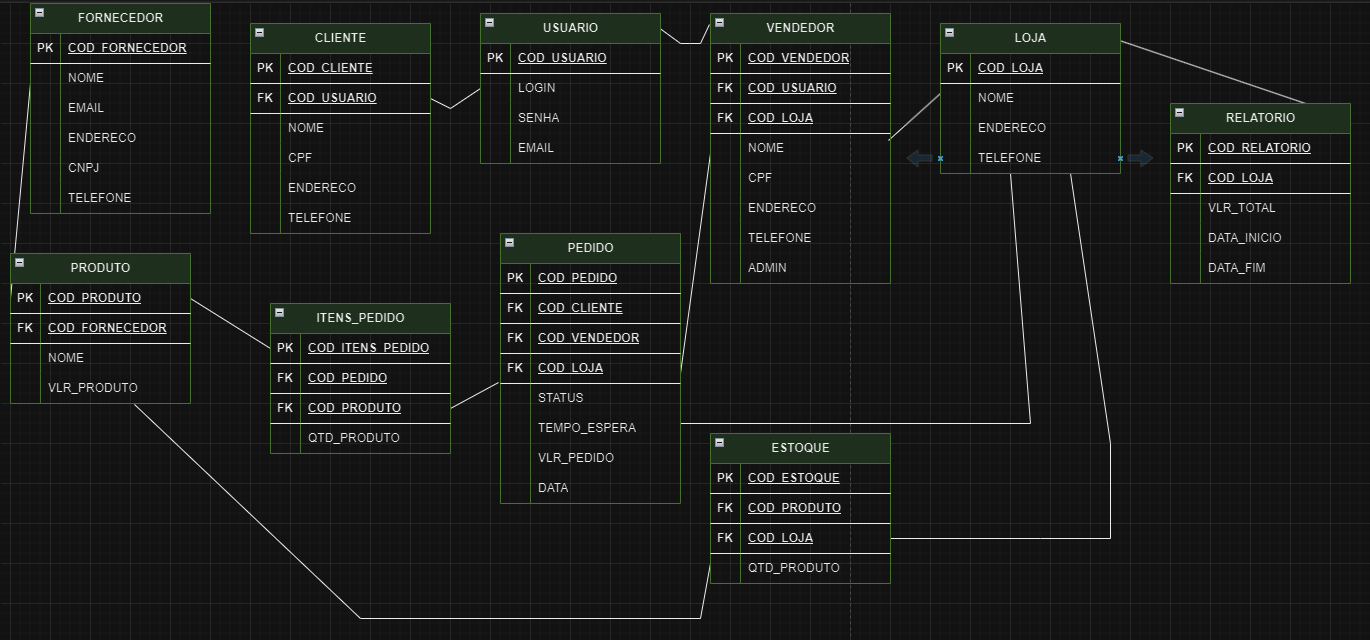 FORNECEDOR
PK COD_FORNECEDOR
NOME
EMAIL
ENDERECO
CNPJ
TELEFONE
CLIENTE
PK COD_CLIENTE
FK COD_USUARIO
NOME
CPF
ENDERECO
TELEFONE
USUARIO
PK COD_USUARIO
LOGIN
SENHA
EMAIL
VENDEDOR
PK COD_VENDEDOR
FK COD_USUARIO
FK COD_LOJA
NOME
CPF
ENDERECO
TELEFONE
ADMIN
LOJA
PK COD_LOJA
NOME
ENDERECO
TELEFONE
RELATORIO
PK COD_RELATORIO
FK COD_LOJA
VLR_TOTAL
DATA_INICIO
DATA_FIM
PRODUTO
PK COD_PRODUTO
FK COD_FORNECEDOR
NOME
VLR_PRODUTO
ITENS_PEDIDO
PK COD_ITENS_PEDIDO
FK COD_PEDIDO
FK COD_PRODUTO
QTD_PRODUTO
PEDIDO
PK COD_PEDIDO
FK COD_CLIENTE
FK COD_VENDEDOR
FK COD_LOJA
STATUS
TEMPO_ESPERA
VLR_PEDIDO
DATA
ESTOQUE
PK COD_ESTOQUE
FK COD_PRODUTO
FK COD_LOJA
QTD_PRODUTO